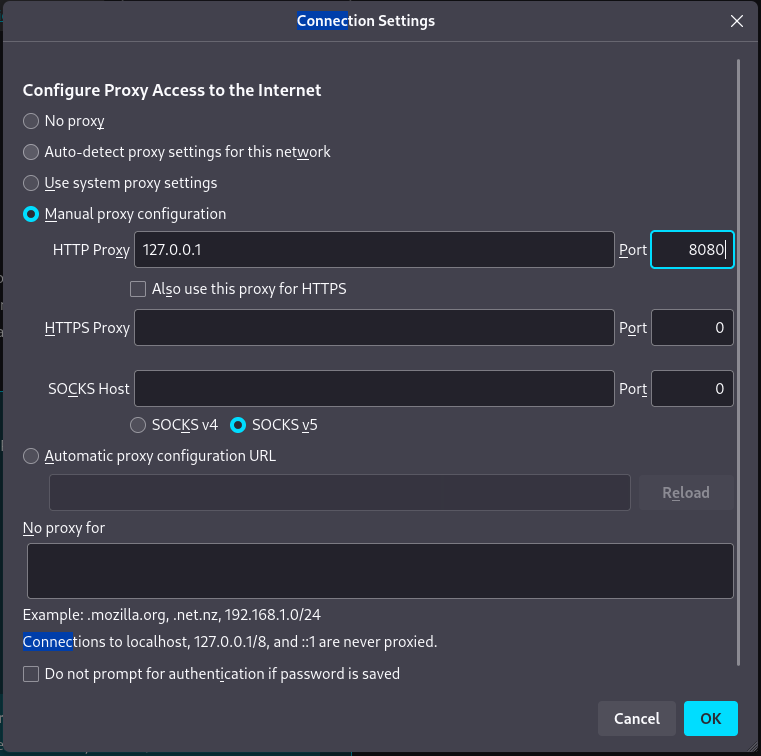 Connection Settings
Configure Proxy Access to the Internet
No proxy
Auto-detect proxy settings for this network
Use system proxy settings
Manual proxy configuration
HTTP Proxy 127.0.0.1 Port 8080
Also use this proxy for HTTPS
HTTPS Proxy Port 0
SOCKS Host Port 0
SOCKS v4 SOCKS v5
Automatic proxy configuration URL
Reload
No proxy for
Example: .mozilla.org, .net.nz, 192.168.1.0/24
Connections to localhost, 127.0.0.1/8, and ::1 are never proxied.
Do not prompt for authentication if password is saved
Cancel OK